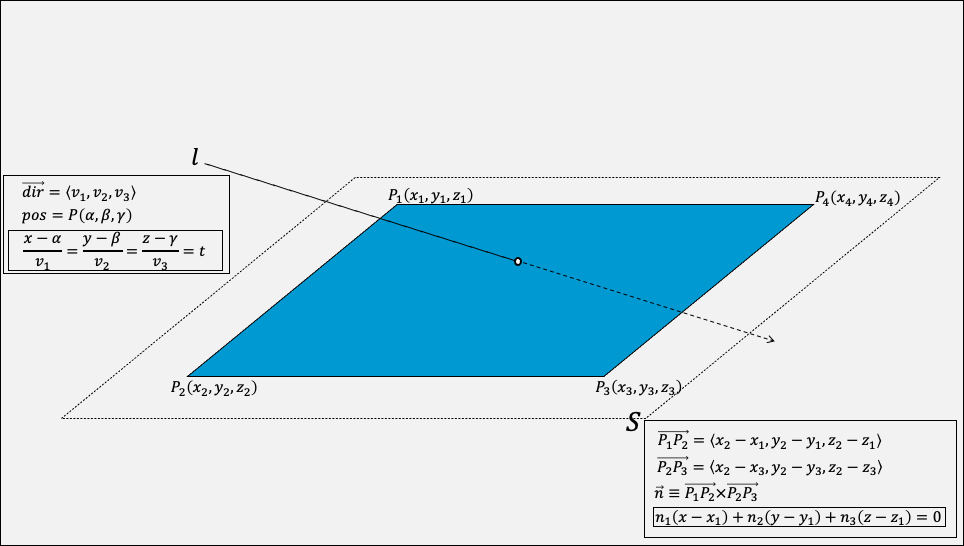 l
$\overrightarrow{dir} = \langle v_1, v_2, v_3 \rangle$
$pos = P(\alpha, \beta, \gamma)$
$\frac{x-\alpha}{v_1} = \frac{y-\beta}{v_2} = \frac{z-\gamma}{v_3} = t$
$P_1(x_1, y_1, z_1)$
$P_4(x_4, y_4, z_4)$
$P_2(x_2, y_2, z_2)$
$P_3(x_3, y_3, z_3)$
S
$\overrightarrow{P_1P_2} = \langle x_2 - x_1, y_2 - y_1, z_2 - z_1 \rangle$
$\overrightarrow{P_2P_3} = \langle x_2 - x_3, y_2 - y_3, z_2 - z_3 \rangle$
$\vec{n} \equiv \overrightarrow{P_1P_2} \times \overrightarrow{P_2P_3}$
$n_1(x - x_1) + n_2(y - y_1) + n_3(z - z_1) = 0$